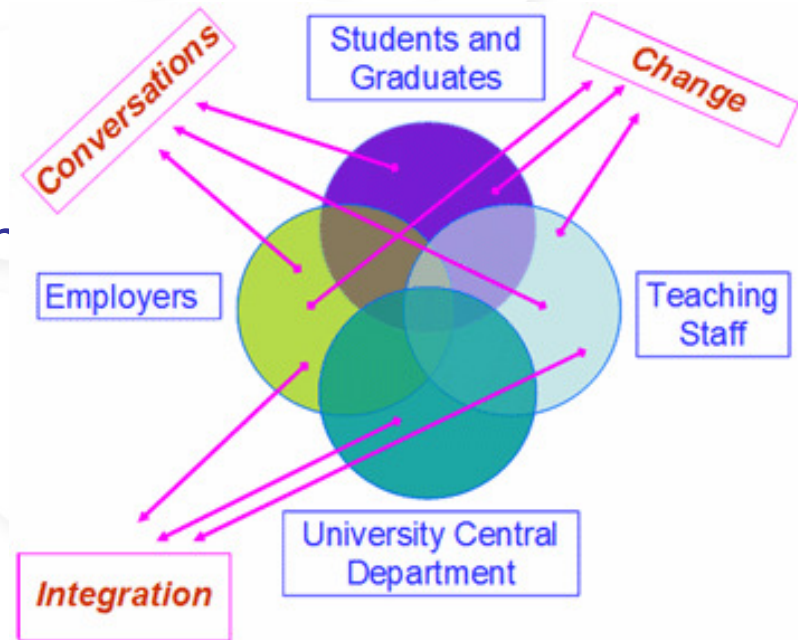 Conversations
Students and
Graduates
Change
Employers
Teaching
Staff
University Central
Department
Integration